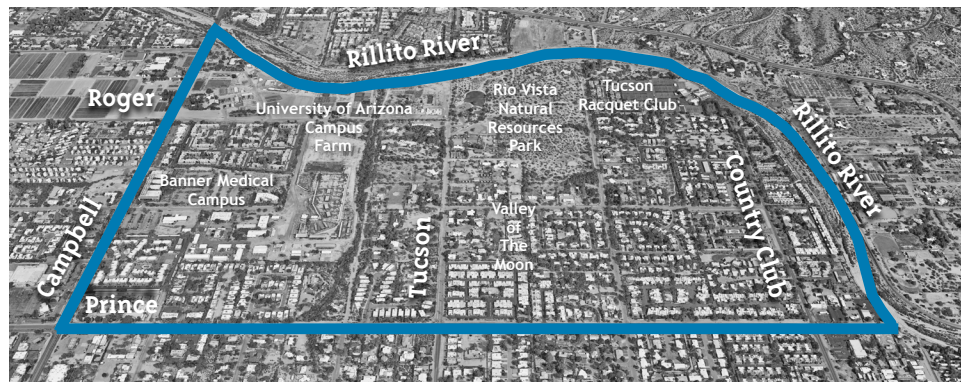 Rillito River
Roger
University of Arizona
Campus
Farm
Rio Vista
Natural
Resources
Park
Tucson
Racquet Club
Rillito River
Banner Medical
Campus
Campbell
Tucson
Valley
of
The
Moon
Country Club
Prince